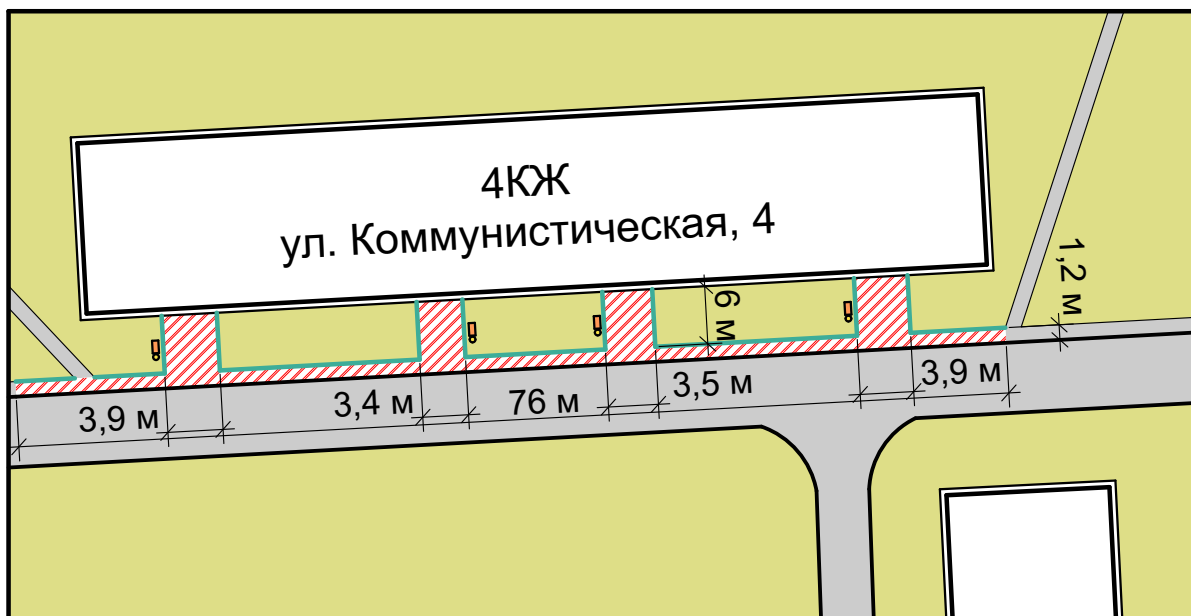 4КЖ
ул. Коммунистическая, 4
1,2 м
6 м
3,9 м
3,4 м
76 м
3,5 м
3,9 м